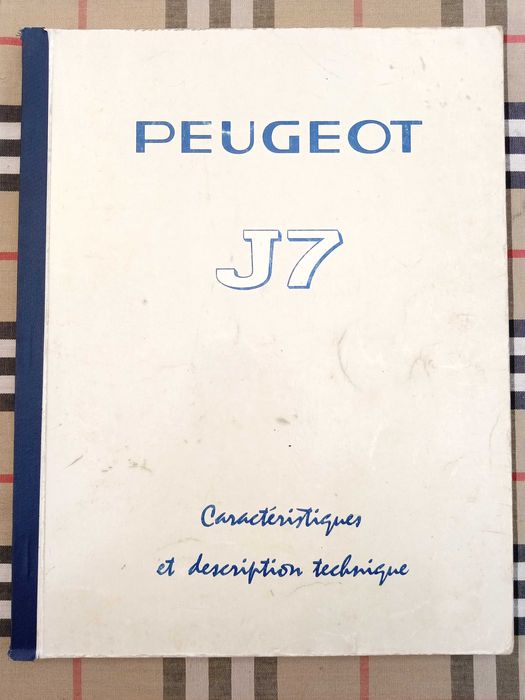 PEUGEOT
J7
Caractéristiques
et description technique